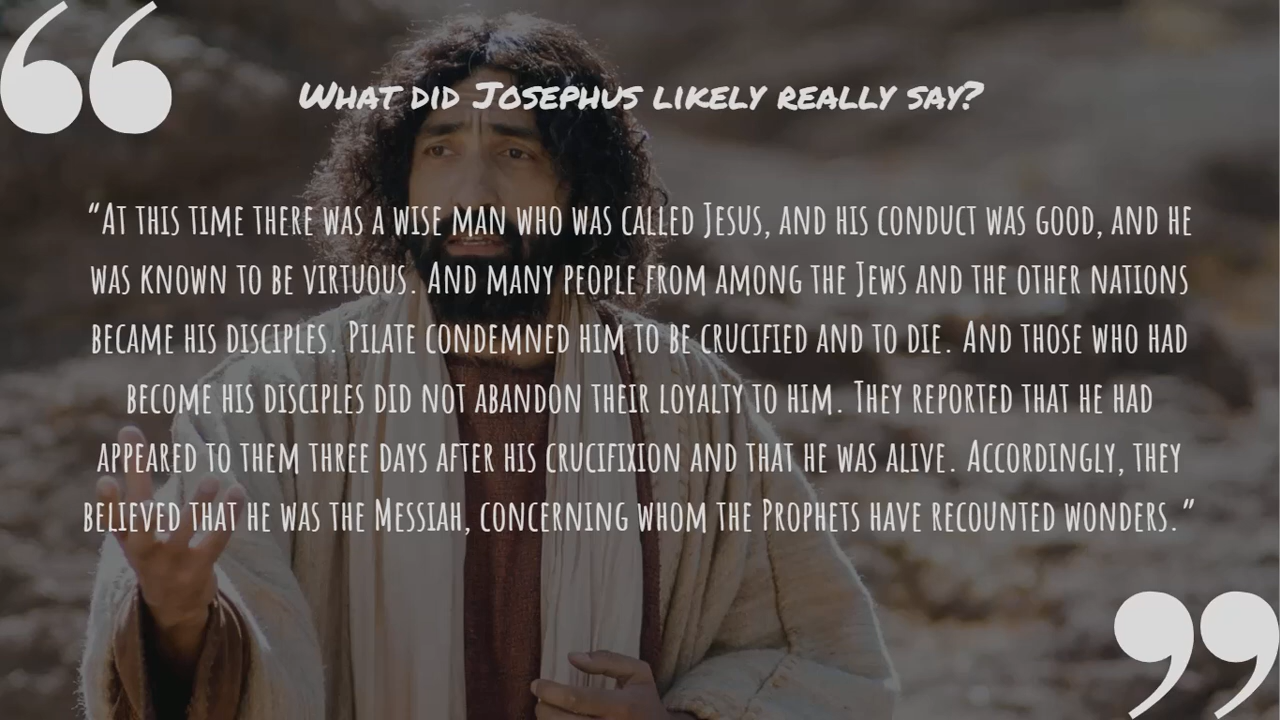 What did Josephus likely really say?
“At this time there was a wise man who was called Jesus, and his conduct was good, and he
was known to be virtuous. And many people from among the Jews and the other nations
became his disciples. Pilate condemned him to be crucified and to die. And those who had
become his disciples did not abandon their loyalty to him. They reported that he had
appeared to them three days after his crucifixion and that he was alive. Accordingly, they
believed that he was the Messiah, concerning whom the Prophets have recounted wonders.”